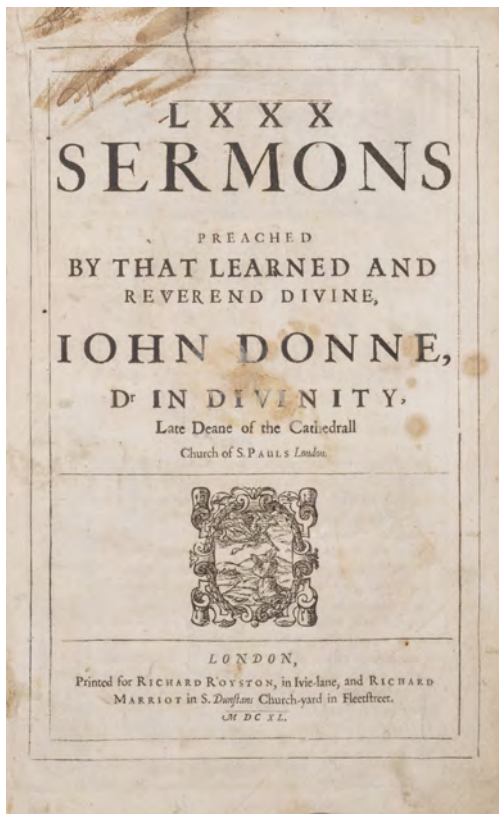 LXXX
SERMONS
PREACHED
BY THAT LEARNED AND
REVEREND DIVINE,
IOHN DONNE,
Dr IN DIVINITY,
Late Deane of the Cathedrall
Church of S. PAULS London.
LONDON,
Printed for RICHARD ROYSTON, in Ivie-lane, and RICHARD
MARRIOT in S. Dunstans Church-yard in Fleetstreet.
M DC XL.